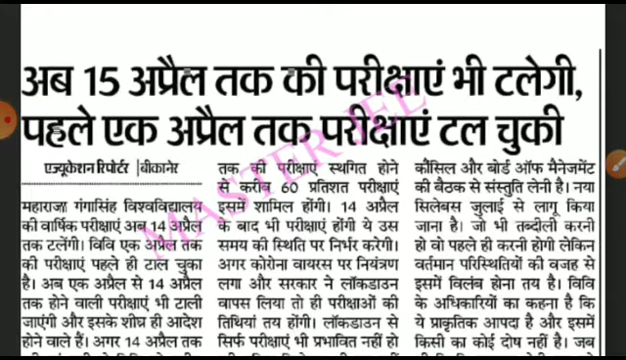 अब 15 अप्रैल तक की परीक्षाएं भी टलेगी,
पहले एक अप्रैल तक परीक्षाएं टल चुकी
एज्यूकेशन रिपोर्टर | बीकानेर
महाराजा गंगासिंह विश्वविद्यालय
की वार्षिक परीक्षाएं अब 14 अप्रैल
तक टलेंगी। विवि एक अप्रैल तक
की परीक्षाएं पहले ही टाल चुका
है। अब एक अप्रैल से 14 अप्रैल
तक होने वाली परीक्षाएं भी टाली
जाएंगी और इसके शीघ्र ही आदेश
होने वाले हैं। अगर 14 अप्रैल तक
तक की परीक्षाएं स्थगित होने
से करीब 60 प्रतिशत परीक्षाएं
इसमें शामिल होंगी। 14 अप्रैल
के बाद भी परीक्षाएं होंगी ये उस
समय की स्थिति पर निर्भर करेगी।
अगर कोरोना वायरस पर नियंत्रण
लगा और सरकार ने लॉकडाउन
वापस लिया तो ही परीक्षाओं की
तिथियां तय होंगी। लॉकडाउन से
सिर्फ परीक्षाएं भी प्रभावित नहीं हो
कौंसिल और बोर्ड ऑफ मैनेजमेंट
की बैठक से संस्तुति लेनी है। नया
सिलेबस जुलाई से लागू किया
जाना है। जो भी तब्दीली करनी
हो वो पहले ही करनी होगी लेकिन
वर्तमान परिस्थितियों की वजह से
इसमें विलंब होना तय है। विवि
के अधिकारियों का कहना है कि
ये प्राकृतिक आपदा है और इसमें
किसी का कोई दोष नहीं है। जब
MASTER JEE